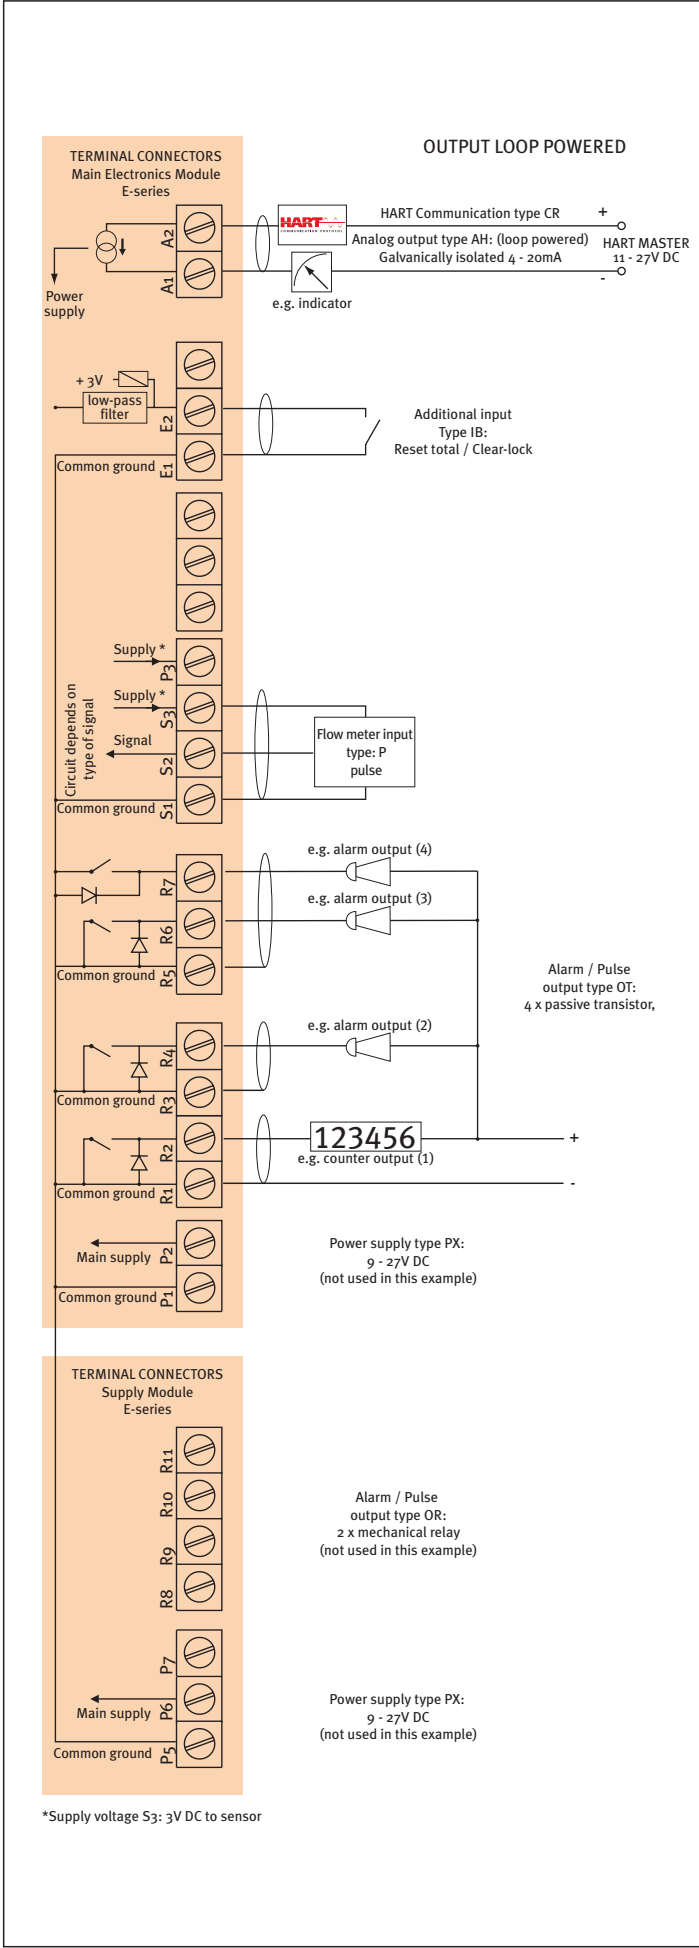 OUTPUT LOOP POWERED
TERMINAL CONNECTORS
Main Electronics Module
E-series
A2
A1
Power
supply
HART
COMMUNICATION PROTOCOL
HART Communication type CR
+
Analog output type AH: (loop powered)
Galvanically isolated 4 - 20mA
HART MASTER
11 - 27V DC
-
e.g. indicator
+ 3V
low-pass
filter
E2
Common ground
E1
Additional input
Type IB:
Reset total / Clear-lock
Supply *
P3
Supply *
S3
Signal
S2
Common ground
S1
Circuit depends on
type of signal
Flow meter input
type: P
pulse
R7
e.g. alarm output (4)
R6
e.g. alarm output (3)
Common ground
R5
Alarm / Pulse
output type OT:
4 x passive transistor,
R4
e.g. alarm output (2)
Common ground
R3
R2
123456
e.g. counter output (1)
+
Common ground
R1
-
Main supply
P2
Common ground
P1
Power supply type PX:
9 - 27V DC
(not used in this example)
TERMINAL CONNECTORS
Supply Module
E-series
R11
R10
R9
R8
Alarm / Pulse
output type OR:
2 x mechanical relay
(not used in this example)
P7
Main supply
P6
Common ground
P5
Power supply type PX:
9 - 27V DC
(not used in this example)
*Supply voltage S3: 3V DC to sensor